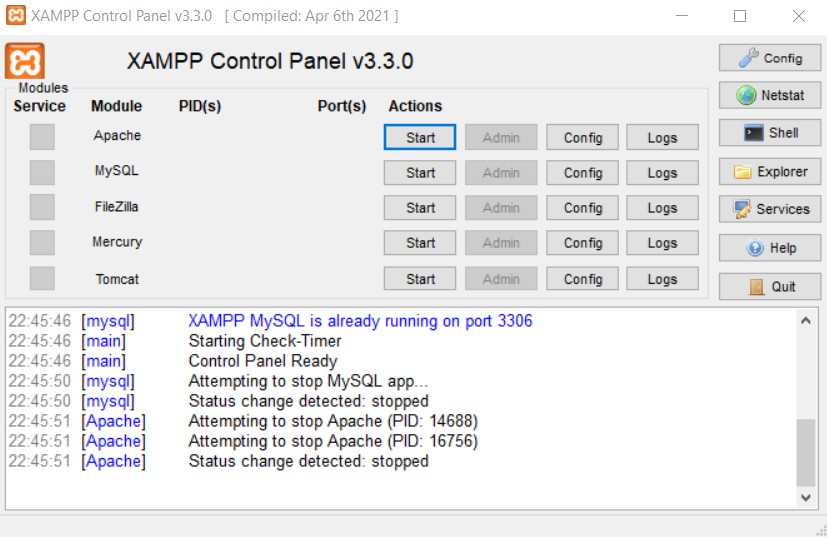 XAMPP Control Panel v3.3.0 [ Compiled: Apr 6th 2021 ]
XAMPP Control Panel v3.3.0
Config
Modules
Service Module PID(s) Port(s) Actions
Netstat
Apache Start Admin Config Logs
Shell
MySQL Start Admin Config Logs
Explorer
FileZilla Start Admin Config Logs
Services
Mercury Start Admin Config Logs
Help
Tomcat Start Admin Config Logs
Quit
22:45:46 [mysql] XAMPP MySQL is already running on port 3306
22:45:46 [main] Starting Check-Timer
22:45:46 [main] Control Panel Ready
22:45:50 [mysql] Attempting to stop MySQL app...
22:45:50 [mysql] Status change detected: stopped
22:45:51 [Apache] Attempting to stop Apache (PID: 14688)
22:45:51 [Apache] Attempting to stop Apache (PID: 16756)
22:45:51 [Apache] Status change detected: stopped